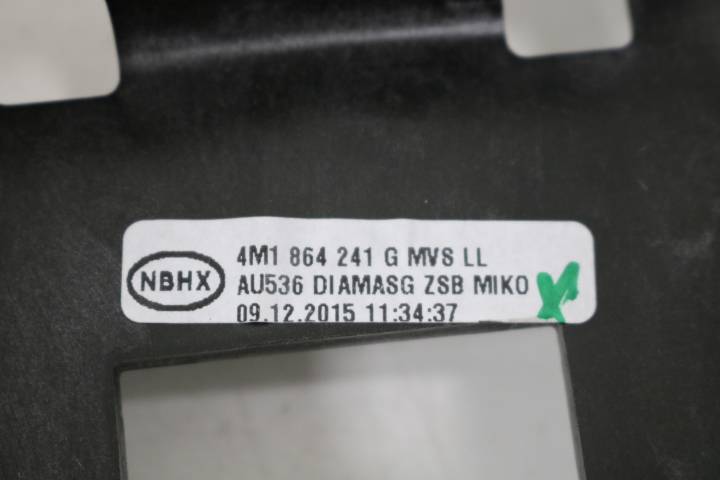 NBHX
4M1 864 241 G MVS LL
AU536 DIAMASG ZSB MIKO
09.12.2015 11:34:37